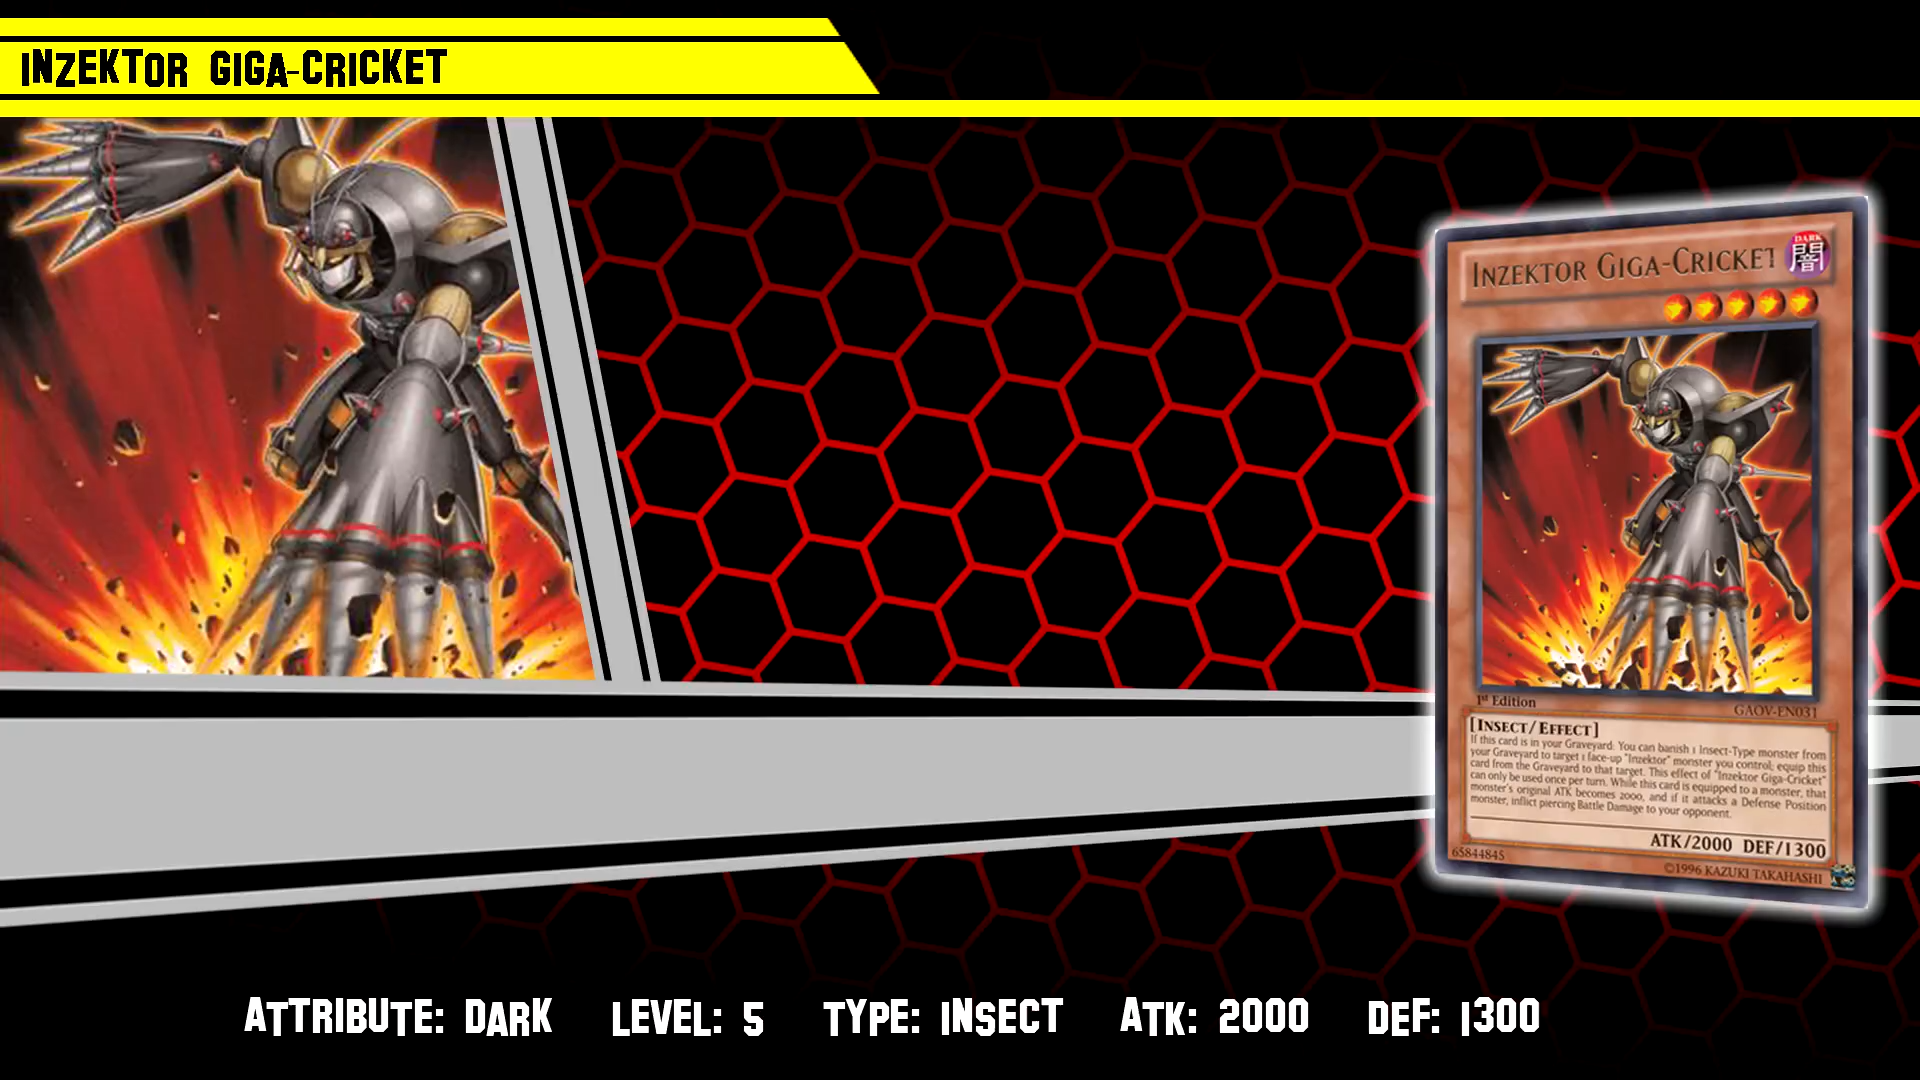 INZEKTOR GIGA-CRICKET
INZEKTOR GIGA-CRICKET
DARK
闇
1st Edition
GAOV-EN031
[INSECT/EFFECT]
If this card is in your Graveyard: You can banish 1 Insect-Type monster from
your Graveyard to target 1 face-up "Inzektor" monster you control; equip this
card from the Graveyard to that target. This effect of "Inzektor Giga-Cricket"
can only be used once per turn. While this card is equipped to a monster, that
monster's original ATK becomes 2000, and if it attacks a Defense Position
monster, inflict piercing Battle Damage to your opponent.
ATK/2000 DEF/1300
65844845
©1996 KAZUKI TAKAHASHI
ATTRIBUTE: DARK LEVEL: 5 TYPE: INSECT ATK: 2000 DEF: 1300